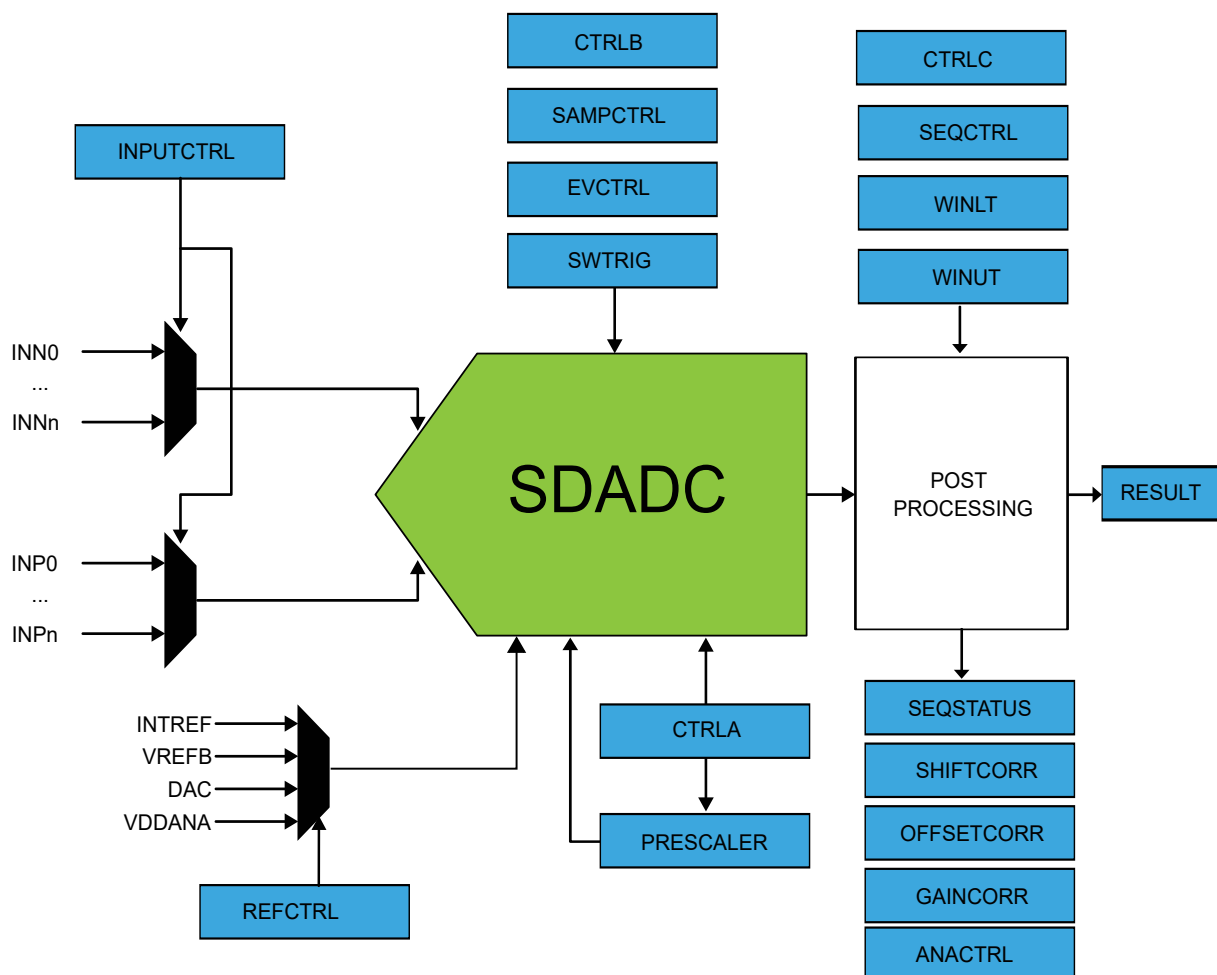 CTRLB
CTRLC
SAMPCTRL
SEQCTRL
INPUTCTRL
EVCTRL
WINLT
SWTRIG
WINUT
INN0
...
INNn
SDADC
POST
PROCESSING
RESULT
INP0
...
INPn
INTREF
VREFB
DAC
VDDANA
CTRLA
PRESCALER
REFCTRL
SEQSTATUS
SHIFTCORR
OFFSETCORR
GAINCORR
ANACTRL